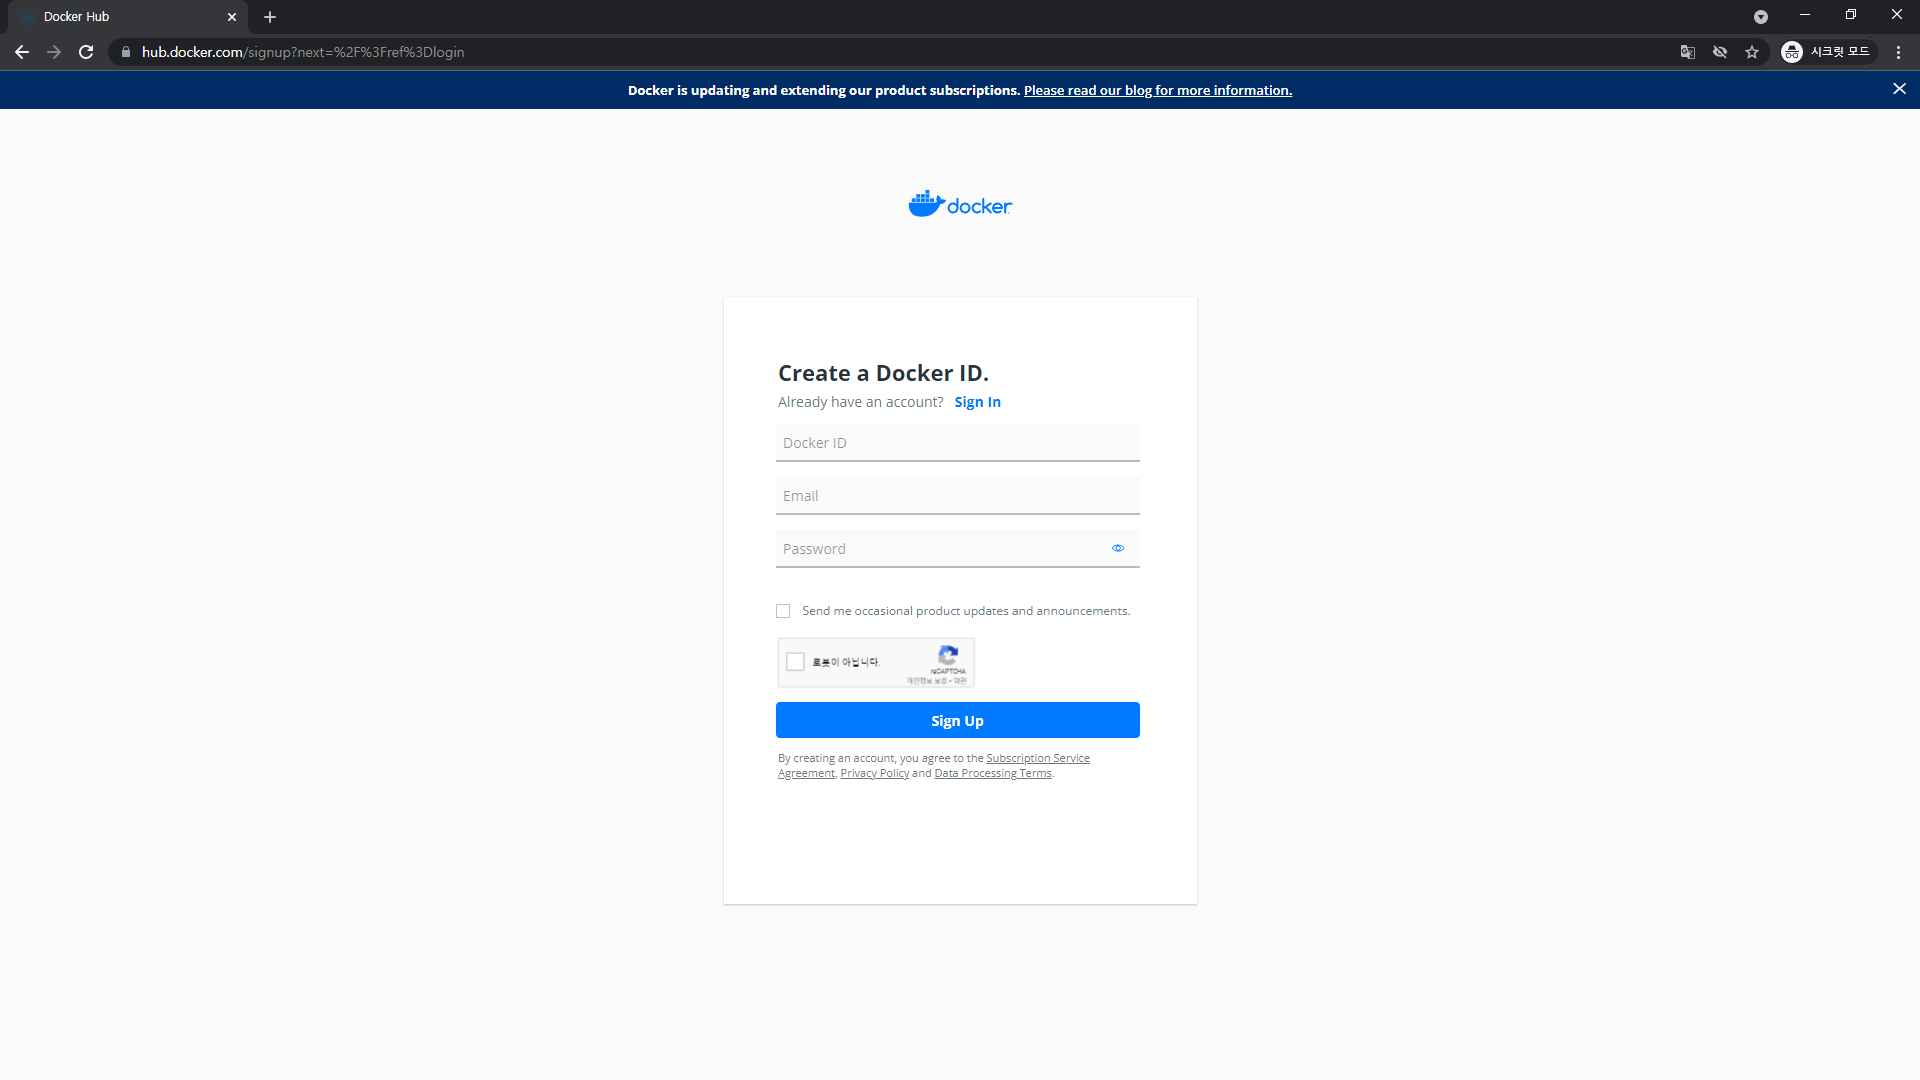 Docker Hub
hub.docker.com/signup?next=%2F%3Fref%3Dlogin
시크릿 모드
Docker is updating and extending our product subscriptions. Please read our blog for more information.
docker
Create a Docker ID.
Already have an account? Sign In
Docker ID
Email
Password
Send me occasional product updates and announcements.
로봇이 아닙니다.
reCAPTCHA
개인정보 보호 - 약관
Sign Up
By creating an account, you agree to the Subscription Service
Agreement, Privacy Policy and Data Processing Terms.